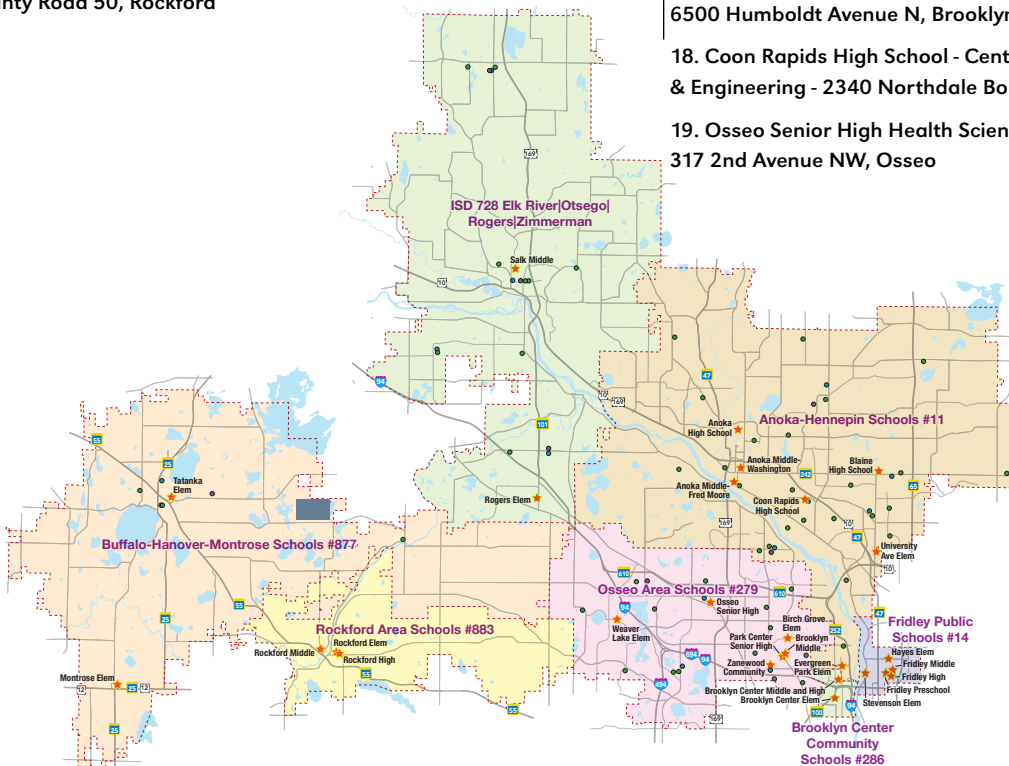 nty Road 50, Rockford
6500 Humboldt Avenue N, Brooklyn
18. Coon Rapids High School - Cent
& Engineering - 2340 Northdale Bo
19. Osseo Senior High Health Scien
317 2nd Avenue NW, Osseo
169
ISD 728 Elk River|Otsego|
Rogers|Zimmerman
Salk Middle
10
94
47
10
169
101
Anoka
High School
Anoka-Hennepin Schools #11
55
25
Tatanka
Elem
Anoka Middle-
Washington
242
Blaine
High School
65
Anoka Middle-
Fred Moore
Rogers Elem
Coon Rapids
High School
169
10
47
Buffalo-Hanover-Montrose Schools #877
University
Ave Elem
10
610
Osseo Area Schools #279
610
94
Osseo
Senior High
55
25
47
Weaver
Lake Elem
Birch Grove
Elem
252
Fridley Public
Schools #14
Rockford Area Schools #883
Park Center
Senior High
Brooklyn
Middle
Rockford Elem
Rockford Middle
Rockford High
694
94
Hayes Elem
Zanewood
Community
Evergreen
Park Elem
Fridley Middle
Fridley High
55
Montrose Elem
12
25
12
494
Brooklyn Center Middle and High
Brooklyn Center Elem
Fridley Preschool
Stevenson Elem
55
100
94
169
25
Brooklyn Center
Community
Schools #286